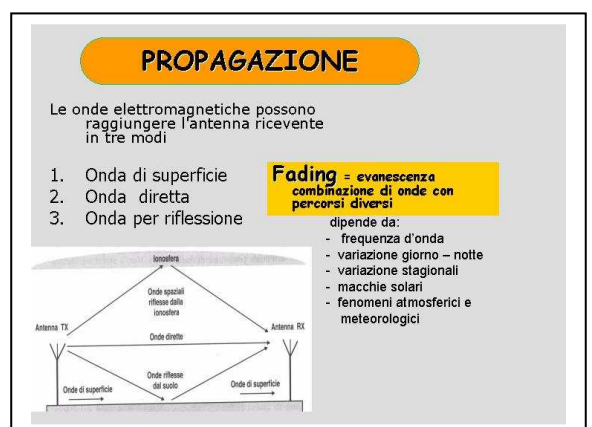 PROPAGAZIONE
Le onde elettromagnetiche possono
raggiungere l'antenna ricevente
in tre modi
1. Onda di superficie
2. Onda diretta
3. Onda per riflessione
Fading = evanescenza
combinazione di onde con
percorsi diversi
dipende da:
- frequenza d'onda
- variazione giorno – notte
- variazione stagionali
- macchie solari
- fenomeni atmosferici e
meteorologici
Ionosfera
Onde spaziali
riflesse dalla
ionosfera
Antenna TX
Antenna RX
Onde dirette
Onde riflesse
dal suolo
Onde di superficie
Onde di superficie